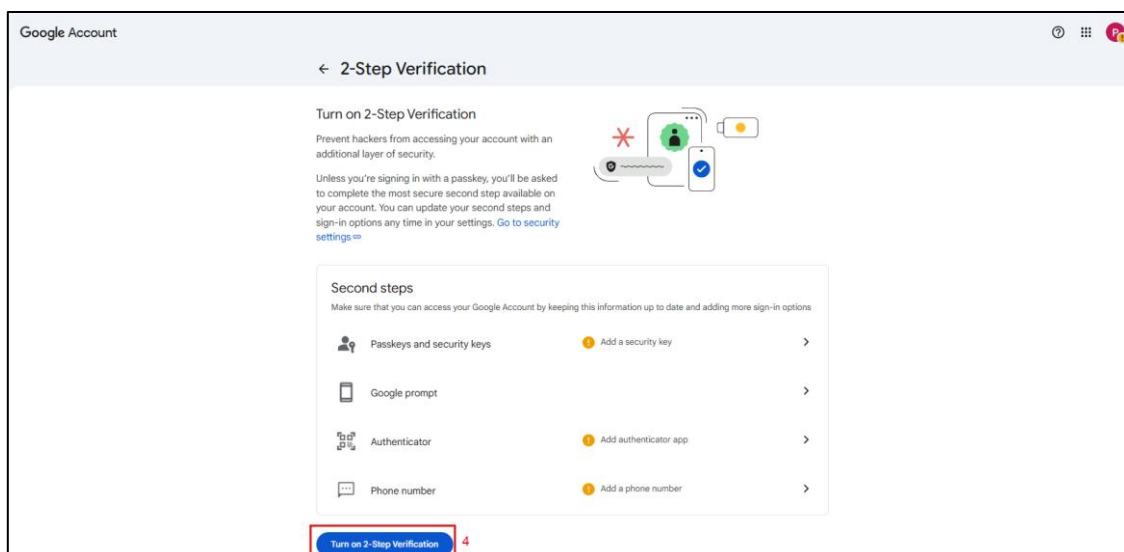 Google Account
P
← 2-Step Verification
Turn on 2-Step Verification
Prevent hackers from accessing your account with an
additional layer of security.
Unless you're signing in with a passkey, you'll be asked
to complete the most secure second step available on
your account. You can update your second steps and
sign-in options any time in your settings. Go to security
settings
Second steps
Make sure that you can access your Google Account by keeping this information up to date and adding more sign-in options
Passkeys and security keys ! Add a security key
Google prompt
Authenticator ! Add authenticator app
Phone number ! Add a phone number
Turn on 2-Step Verification 4